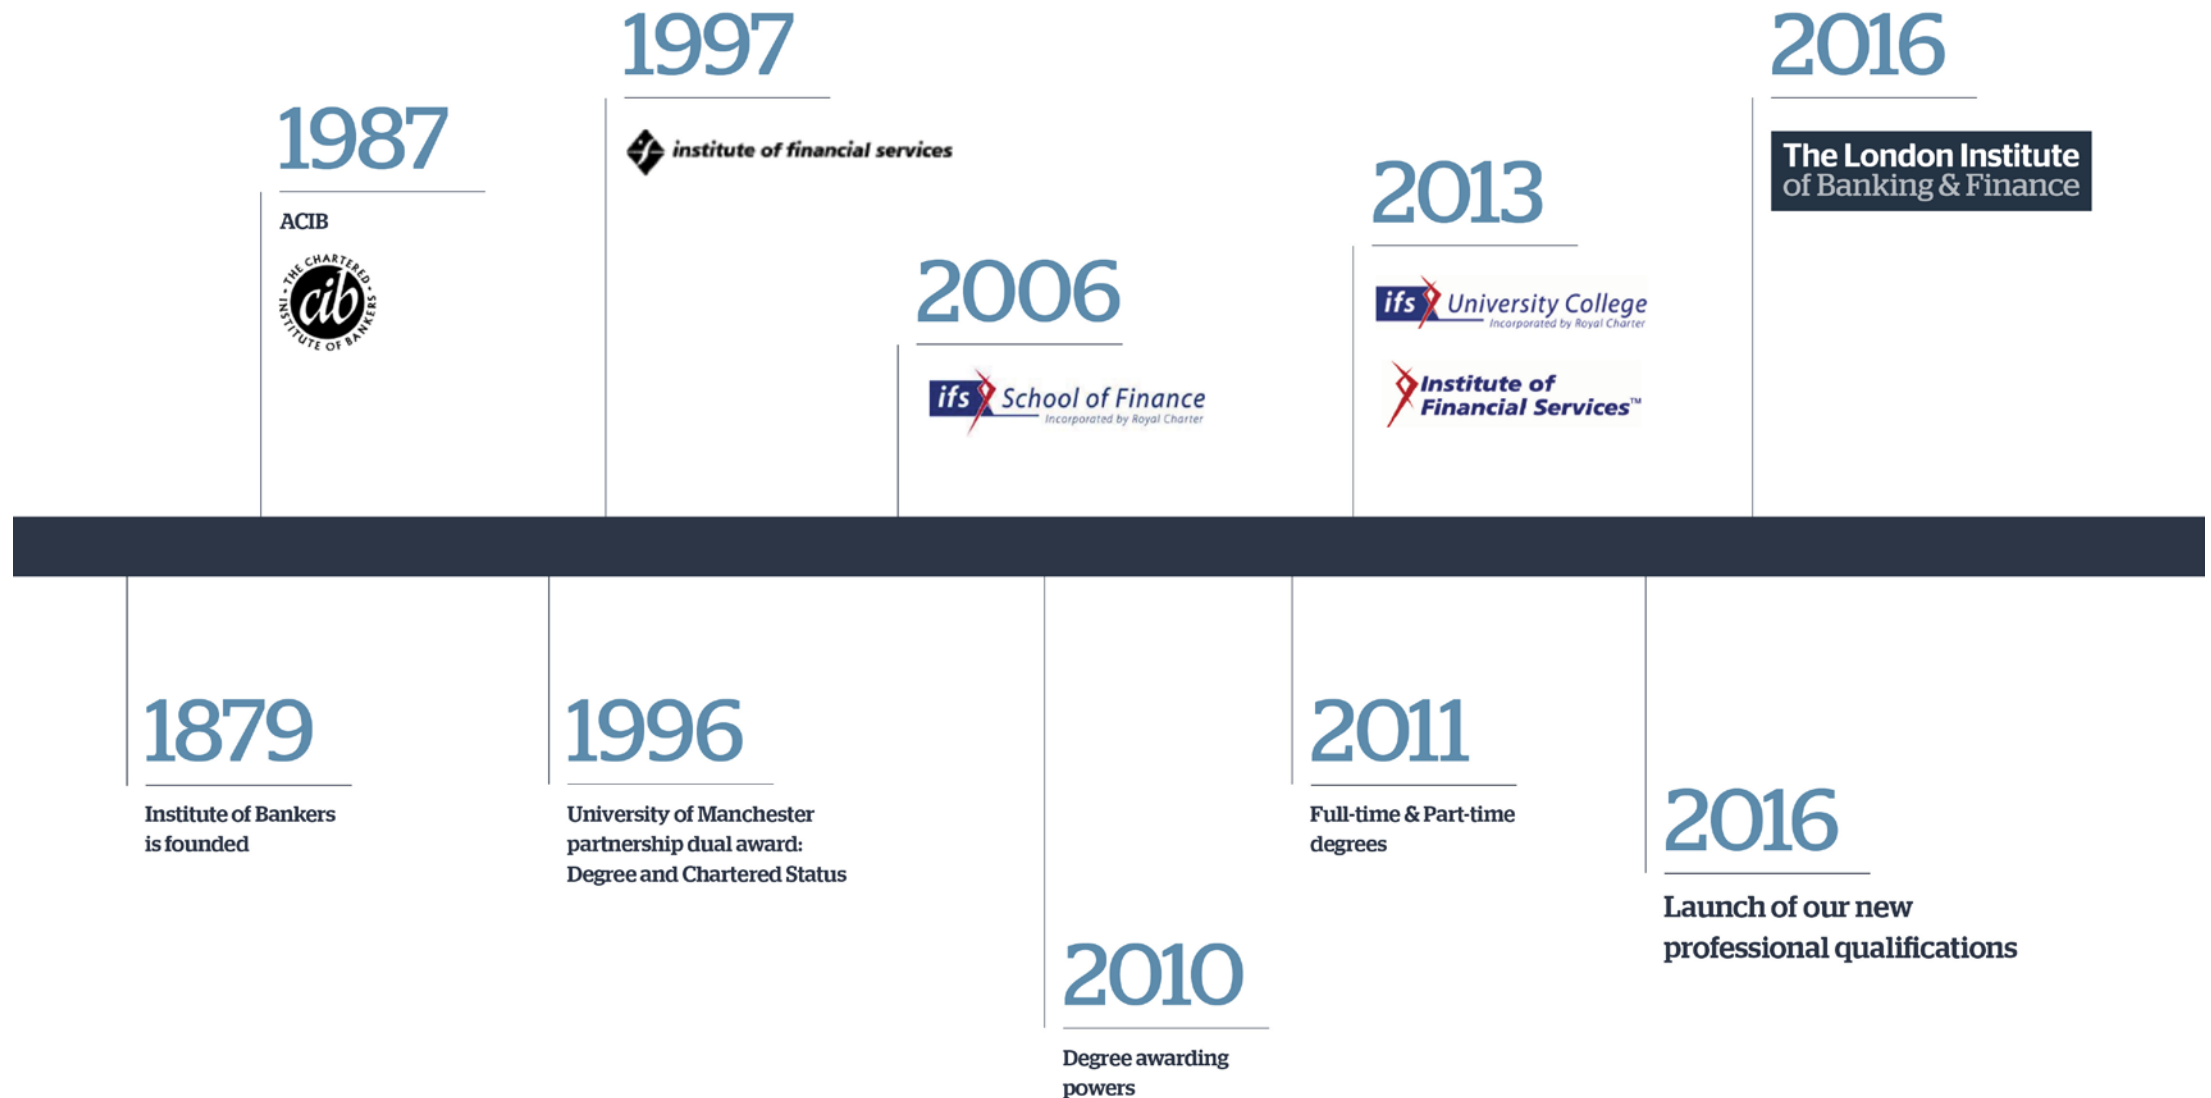 1997
institute of financial services
2016
The London Institute
of Banking & Finance
1987
ACIB
THE CHARTERED
INSTITUTE OF BANKERS
cib
2013
ifs University College
Incorporated by Royal Charter
Institute of
Financial Services™
2006
ifs School of Finance
Incorporated by Royal Charter
1879
Institute of Bankers
is founded
1996
University of Manchester
partnership dual award:
Degree and Chartered Status
2011
Full-time & Part-time
degrees
2016
Launch of our new
professional qualifications
2010
Degree awarding
powers